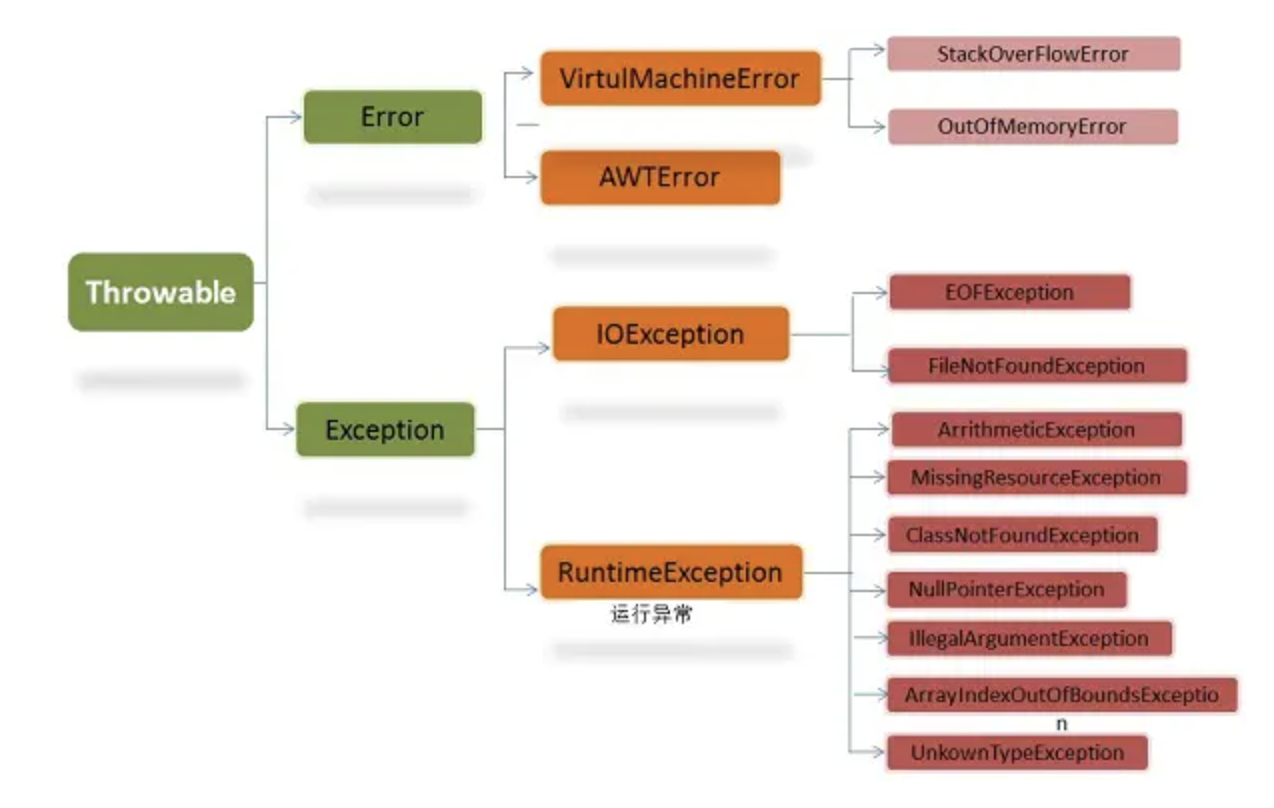 Throwable
Error
VirtulMachineError
StackOverFlowError
OutOfMemoryError
AWTError
Exception
IOException
EOFException
FileNotFoundException
RuntimeException
运行异常
ArrithmeticException
MissingResourceException
ClassNotFoundException
NullPointerException
IllegalArgumentException
ArrayIndexOutOfBoundsExceptio
n
UnkownTypeException